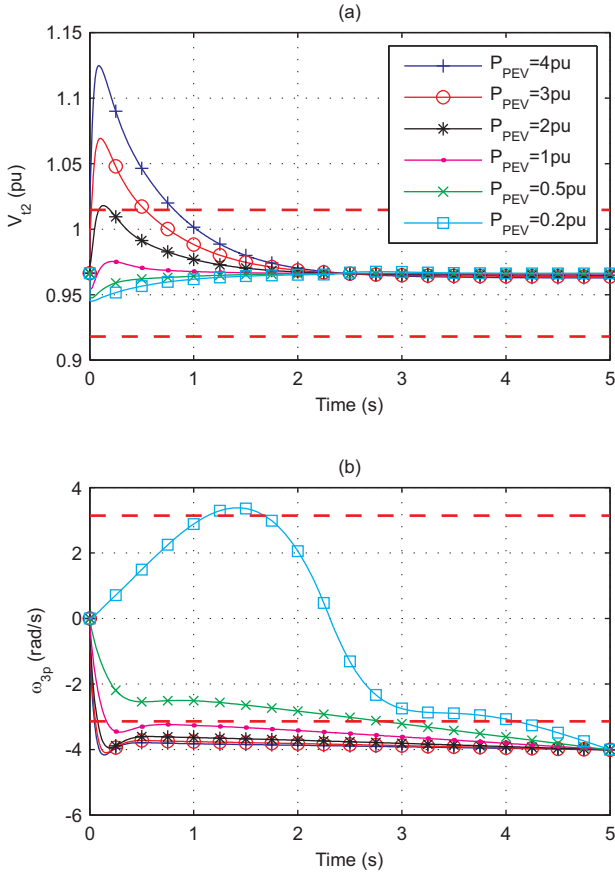 (a)
1.15
1.1
1.05
1
0.95
0.9
V_t2 (pu)
P_PEV=4pu
P_PEV=3pu
P_PEV=2pu
P_PEV=1pu
P_PEV=0.5pu
P_PEV=0.2pu
0 1 2 3 4 5
Time (s)
(b)
4
2
0
-2
-4
-6
ω_3p (rad/s)
0 1 2 3 4 5
Time (s)